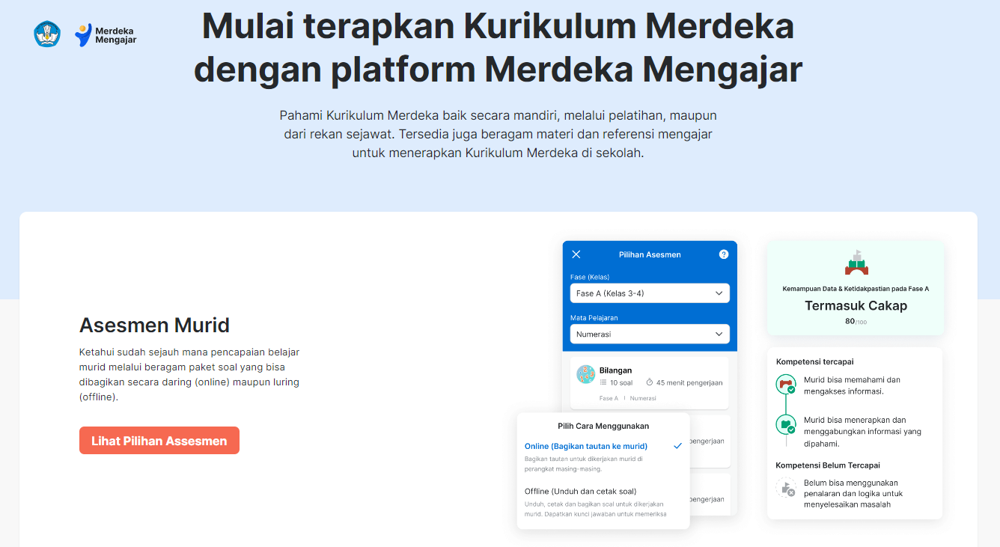 Merdeka
Mengajar
Mulai terapkan Kurikulum Merdeka
dengan platform Merdeka Mengajar
Pahami Kurikulum Merdeka baik secara mandiri, melalui pelatihan, maupun
dari rekan sejawat. Tersedia juga beragam materi dan referensi mengajar
untuk menerapkan Kurikulum Merdeka di sekolah.
Asesmen Murid
Ketahui sudah sejauh mana pencapaian belajar
murid melalui beragam paket soal yang bisa
dibagikan secara daring (online) maupun luring
(offline).
Lihat Pilihan Assesmen
Pilihan Asesmen
?
Fase (Kelas)
Fase A (Kelas 3-4)
Mata Pelajaran
Numerasi
Bilangan
10 soal 45 menit pengerjaan
Fase A | Numerasi
pengerjaan
pengerjaan
Pilih Cara Menggunakan
Online (Bagikan tautan ke murid)
Bagikan tautan untuk dikerjakan murid di
perangkat masing-masing.
Offline (Unduh dan cetak soal)
Unduh, cetak dan bagikan soal untuk dikerjakan
murid. Dapatkan kunci jawaban untuk memeriksa
Kemampuan Data & Ketidakpastian pada Fase A
Termasuk Cakap
80/100
Kompetensi tercapai
Murid bisa memahami dan
mengakses informasi.
Murid bisa menerapkan dan
menggabungkan informasi yang
dipahami.
Kompetensi Belum Tercapai
Belum bisa menggunakan
penalaran dan logika untuk
menyelesaikan masalah